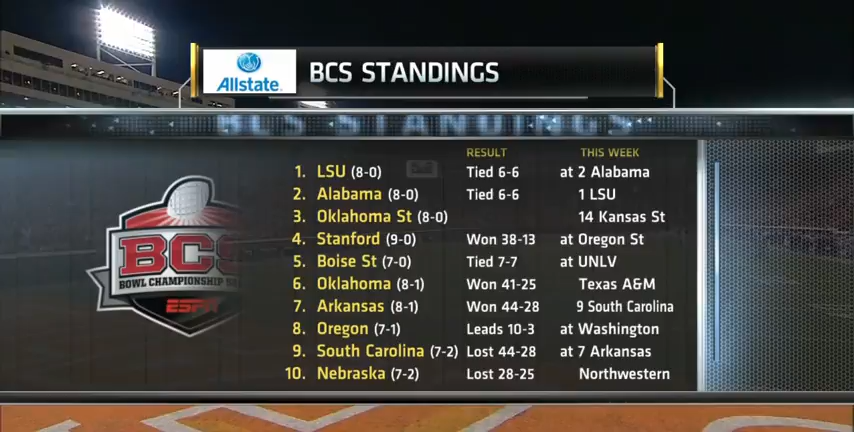 Allstate.
BCS STANDINGS
BCS STANDINGS
RESULT THIS WEEK
1. LSU (8-0) Tied 6-6 at 2 Alabama
2. Alabama (8-0) Tied 6-6 1 LSU
3. Oklahoma St (8-0) 14 Kansas St
4. Stanford (9-0) Won 38-13 at Oregon St
5. Boise St (7-0) Tied 7-7 at UNLV
6. Oklahoma (8-1) Won 41-25 Texas A&M
7. Arkansas (8-1) Won 44-28 9 South Carolina
8. Oregon (7-1) Leads 10-3 at Washington
9. South Carolina (7-2) Lost 44-28 at 7 Arkansas
10. Nebraska (7-2) Lost 28-25 Northwestern
BCS
BOWL CHAMPIONSHIP
ESPN